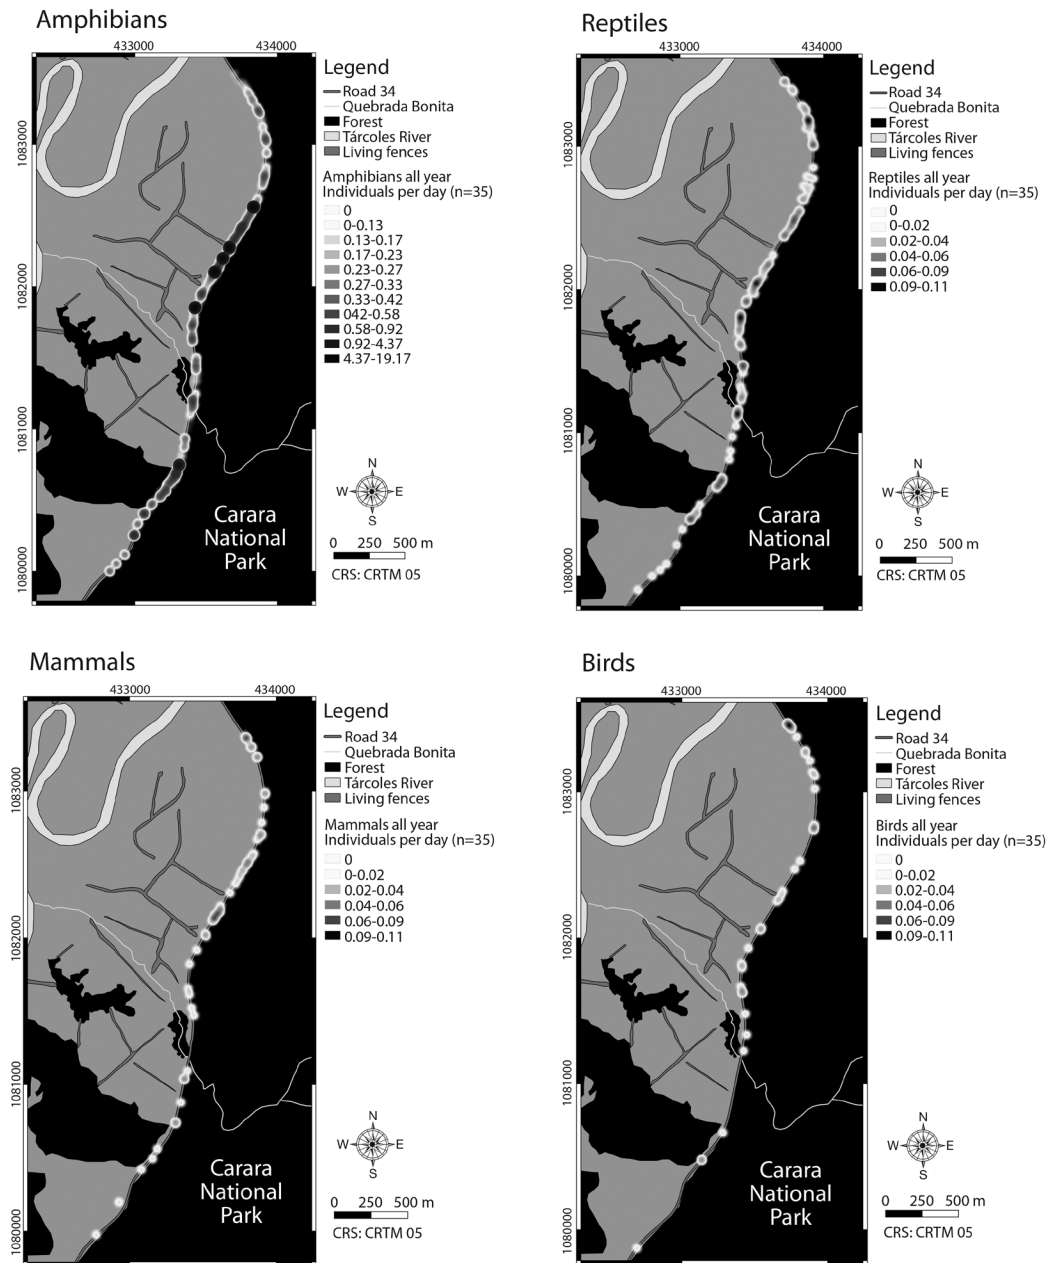 Amphibians
433000 434000
1083000
1082000
1081000
1080000
Legend
Road 34
Quebrada Bonita
Forest
Tárcoles River
Living fences
Amphibians all year
Individuals per day (n=35)
0
0-0.13
0.13-0.17
0.17-0.23
0.23-0.27
0.27-0.33
0.33-0.42
042-0.58
0.58-0.92
0.92-4.37
4.37-19.17
N
W E
S
0 250 500 m
CRS: CRTM 05
Carara
National
Park
Reptiles
433000 434000
1083000
1082000
1081000
1080000
Legend
Road 34
Quebrada Bonita
Forest
Tárcoles River
Living fences
Reptiles all year
Individuals per day (n=35)
0
0-0.02
0.02-0.04
0.04-0.06
0.06-0.09
0.09-0.11
N
W E
S
0 250 500 m
CRS: CRTM 05
Carara
National
Park
Mammals
433000 434000
1083000
1082000
1081000
1080000
Legend
Road 34
Quebrada Bonita
Forest
Tárcoles River
Living fences
Mammals all year
Individuals per day (n=35)
0
0-0.02
0.02-0.04
0.04-0.06
0.06-0.09
0.09-0.11
N
W E
S
0 250 500 m
CRS: CRTM 05
Carara
National
Park
Birds
433000 434000
1083000
1082000
1081000
1080000
Legend
Road 34
Quebrada Bonita
Forest
Tárcoles River
Living fences
Birds all year
Individuals per day (n=35)
0
0-0.02
0.02-0.04
0.04-0.06
0.06-0.09
0.09-0.11
N
W E
S
0 250 500 m
CRS: CRTM 05
Carara
National
Park